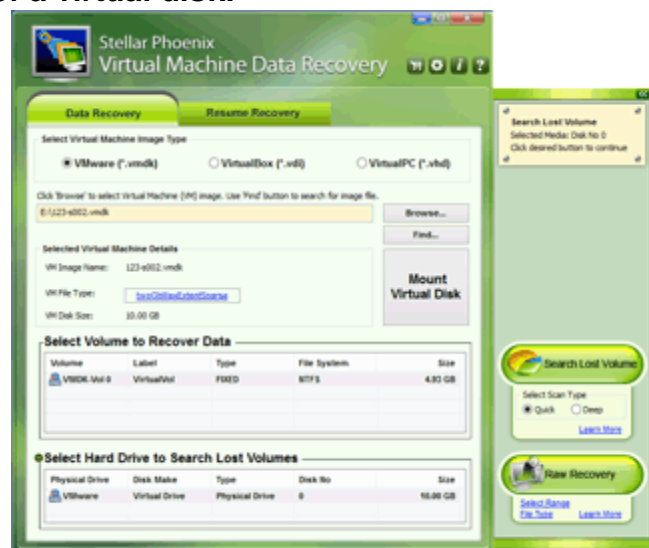 of a virtual disk.
Stellar Phoenix
Virtual Machine Data Recovery
Data Recovery
Resume Recovery
Select Virtual Machine Image Type
VMware (*.vmdk)
VirtualBox (*.vdi)
VirtualPC (*.vhd)
Click 'Browse' to select Virtual Machine (VM) image. Use 'Find' button to search for image file.
E:\123-s002.vmdk
Browse...
Find...
Selected Virtual Machine Details
VM Image Name: 123-s002.vmdk
VM File Type: twoGbMaxExtentSparse
VM Disk Size: 10.00 GB
Mount
Virtual Disk
Select Volume to Recover Data
Volume Label Type File System Size
VMDK-Vol-0 VirtualVol FIXED NTFS 4.93 GB
Select Hard Drive to Search Lost Volumes
Physical Drive Disk Make Type Disk No Size
VMware Virtual Drive Physical Drive 0 10.00 GB
Search Lost Volume
Selected Media: Disk No 0
Click desired button to continue
Search Lost Volume
Select Scan Type
Quick Deep
Learn More
Raw Recovery
Select Range
File Type Learn More